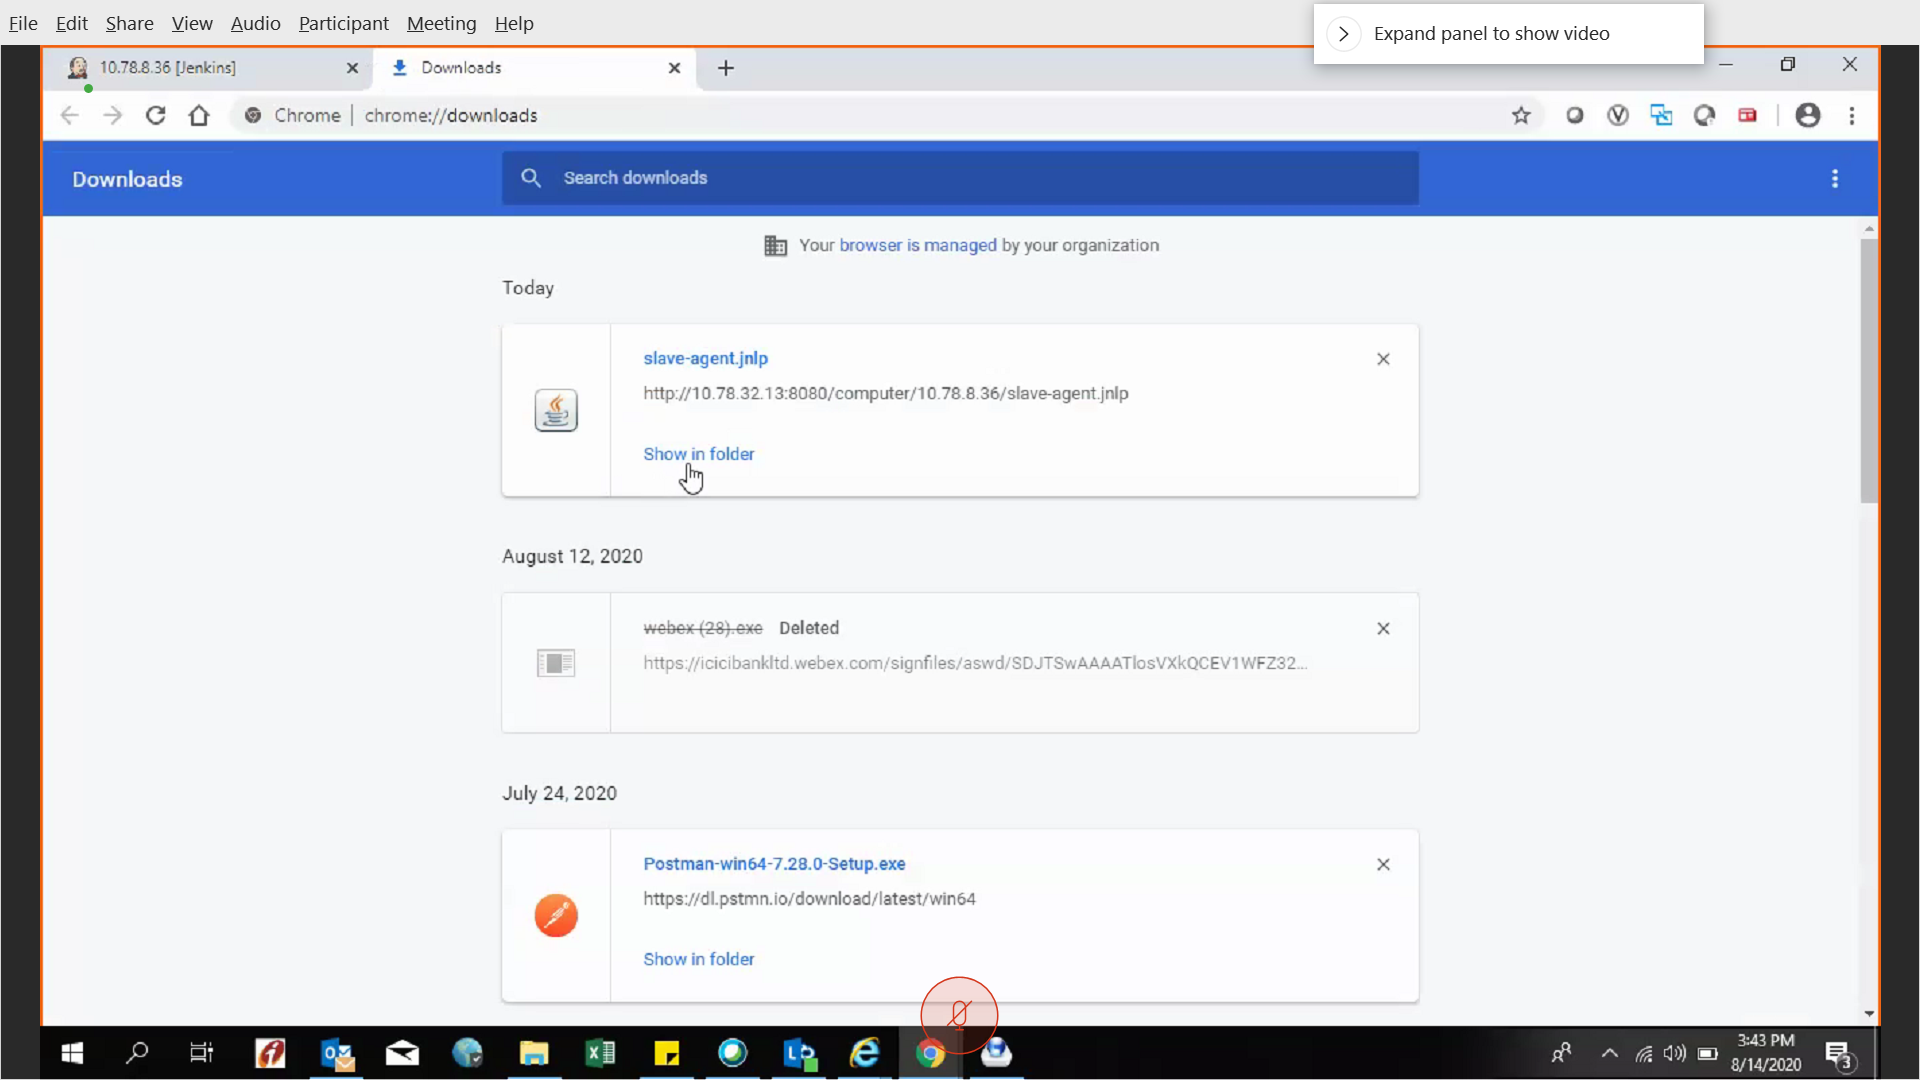 File Edit Share View Audio Participant Meeting Help
Expand panel to show video
10.78.8.36 [Jenkins]
Downloads
Chrome | chrome://downloads
Downloads
Search downloads
Your browser is managed by your organization
Today
slave-agent.jnlp
http://10.78.32.13:8080/computer/10.78.8.36/slave-agent.jnlp
Show in folder
August 12, 2020
webex (28).exe Deleted
https://icicibankltd.webex.com/signfiles/aswd/SDJTSwAAAATlosVXkQCEV1WFZ32...
July 24, 2020
Postman-win64-7.28.0-Setup.exe
https://dl.pstmn.io/download/latest/win64
Show in folder
3:43 PM
8/14/2020
3